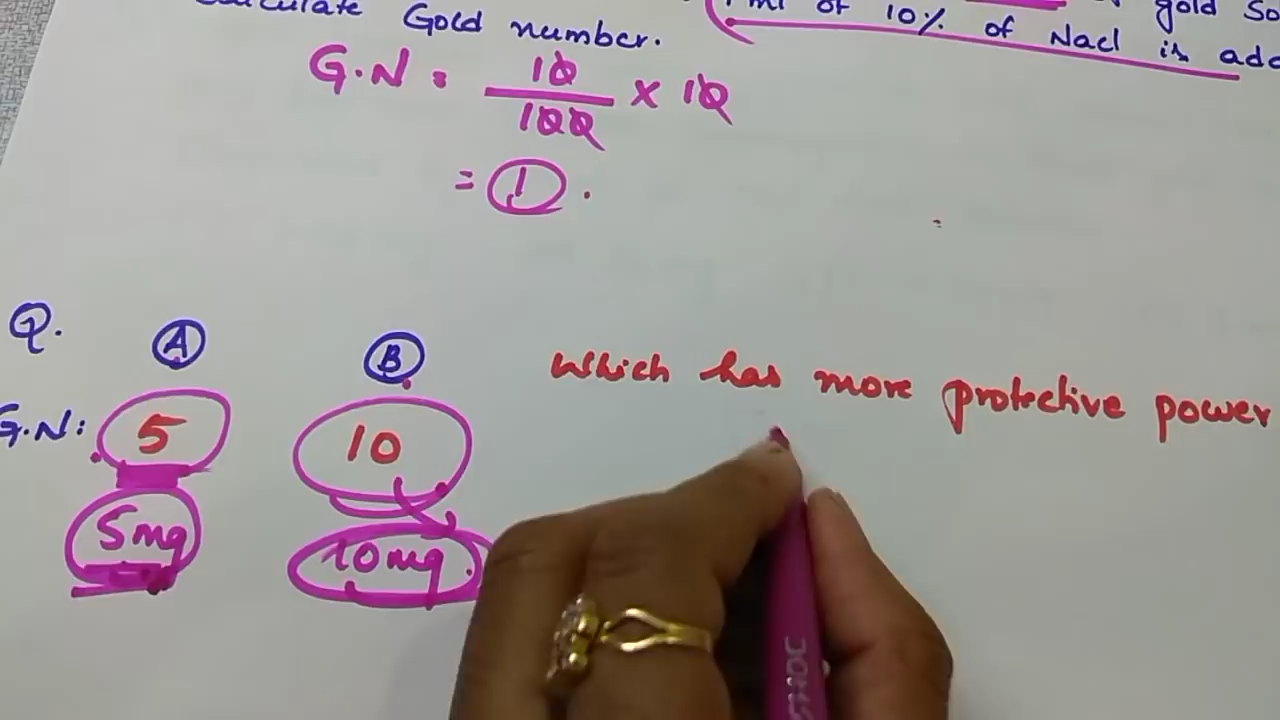 Calculate Gold number.
gold so
1ml of 10% of Nacl is add
G.N = 10/100 × 10
= 1.
Q. A B
Which has more protective power
G.N: 5 10
5mg 10mg.